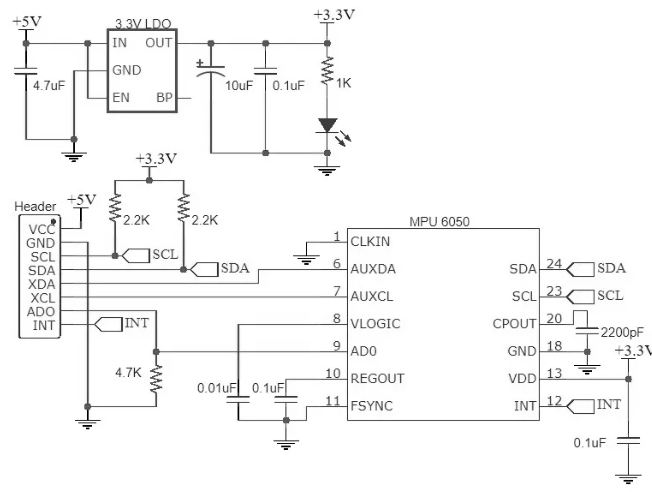 +5V
3.3V LDO
+3.3V
IN
OUT
GND
EN
BP
4.7uF
10uF
0.1uF
1K
+3.3V
Header
+5V
2.2K
2.2K
VCC
GND
SCL
SDA
XDA
XCL
ADO
INT
SCL
SDA
INT
4.7K
0.01uF
0.1uF
MPU 6050
1 CLKIN
6 AUXDA
7 AUXCL
8 VLOGIC
9 AD0
10 REGOUT
11 FSYNC
SDA 24 SDA
SCL 23 SCL
CPOUT 20
2200pF
GND 18
+3.3V
VDD 13
INT 12 INT
0.1uF